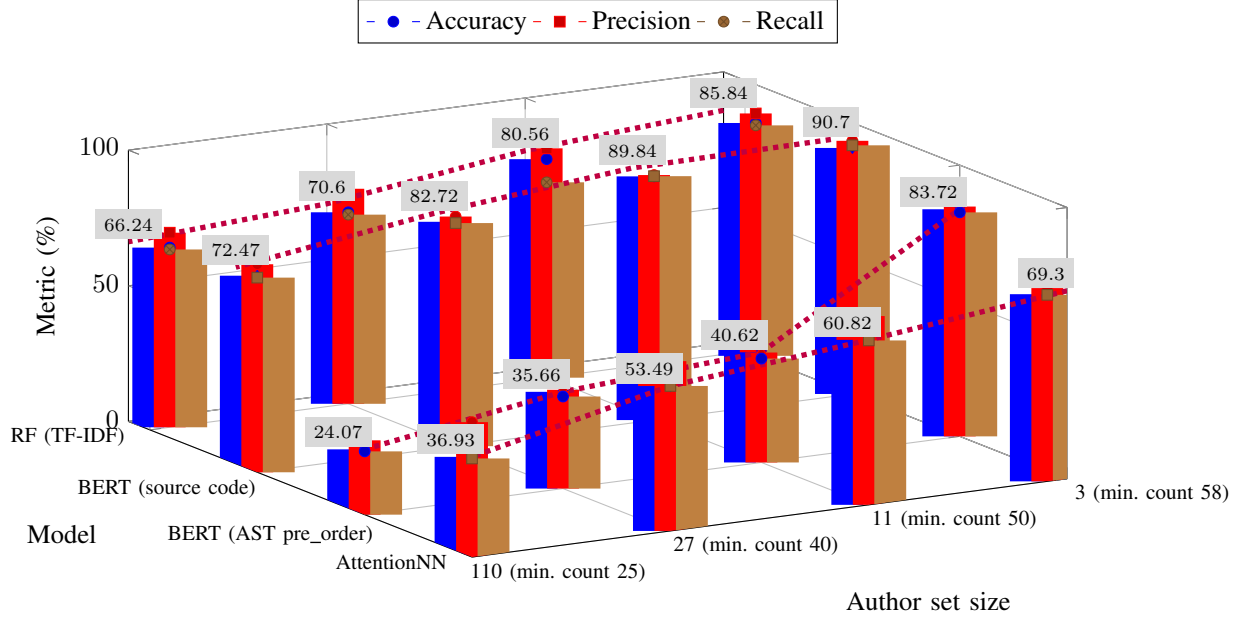 Accuracy Precision Recall
85.84
90.7
80.56
89.84
83.72
100
70.6
82.72
66.24
72.47
69.3
50
Metric (%)
40.62
60.82
35.66
53.49
24.07
36.93
0
RF (TF-IDF)
BERT (source code)
BERT (AST pre_order)
AttentionNN
Model
110 (min. count 25)
27 (min. count 40)
11 (min. count 50)
3 (min. count 58)
Author set size